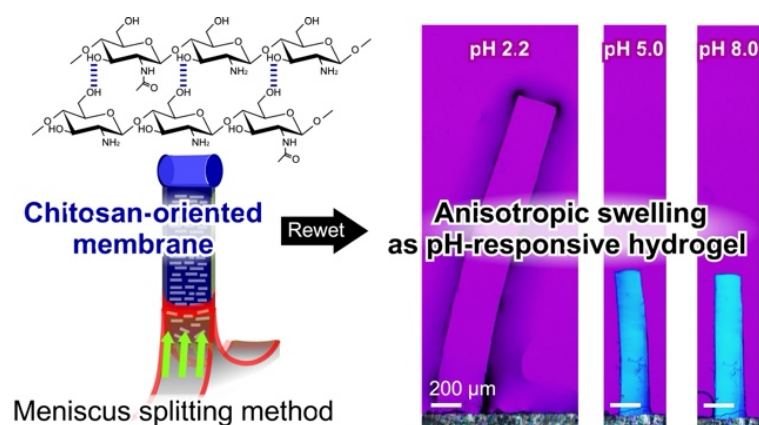 OH
O
HO
NH
O
OH
O
HO
NH₂
O
OH
O
HO
NH₂
O
OH
O
HO
NH₂
O
OH
O
HO
NH₂
O
OH
O
HO
NH
O
Chitosan-oriented
membrane
Meniscus splitting method
Rewet
pH 2.2
pH 5.0
pH 8.0
Anisotropic swelling
as pH-responsive hydrogel
200 µm